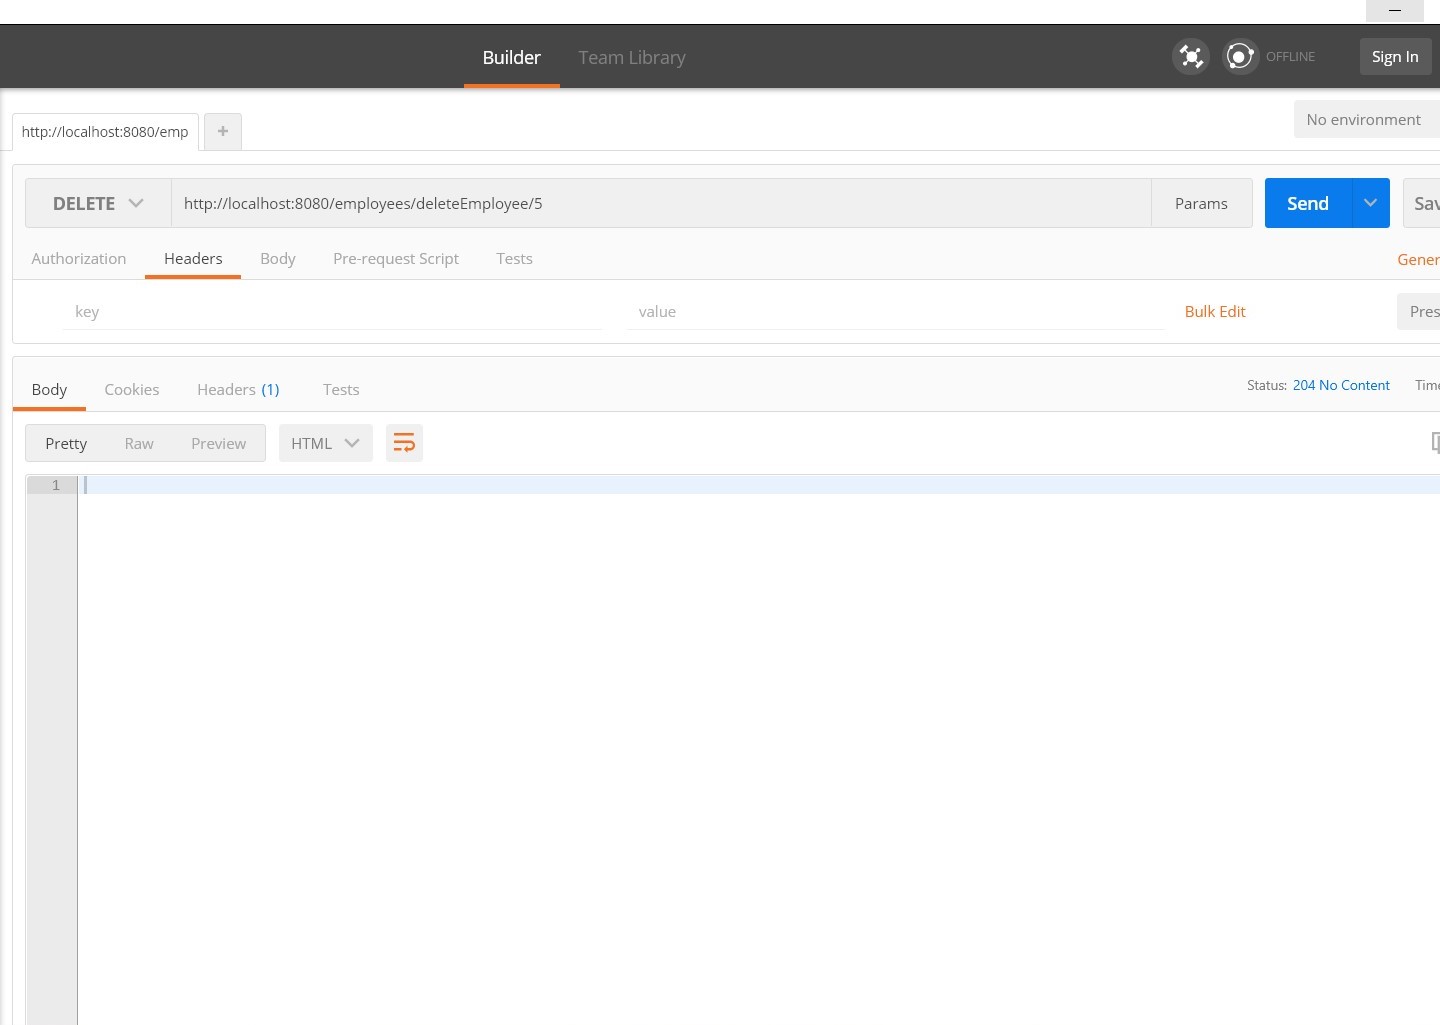 Builder Team Library OFFLINE Sign In
http://localhost:8080/emp + No environment
DELETE http://localhost:8080/employees/deleteEmployee/5 Params Send Sav
Authorization Headers Body Pre-request Script Tests Gener
key value Bulk Edit Pres
Body Cookies Headers (1) Tests Status: 204 No Content Time
Pretty Raw Preview HTML
1